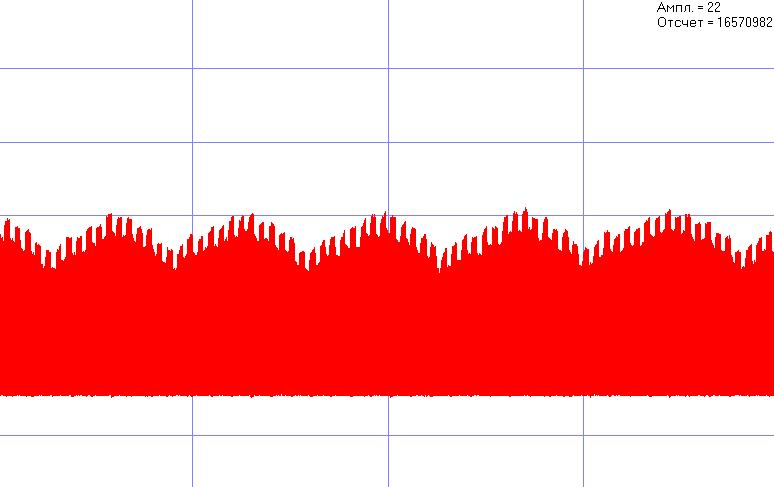 Ампл. = 22
Отсчет = 16570982